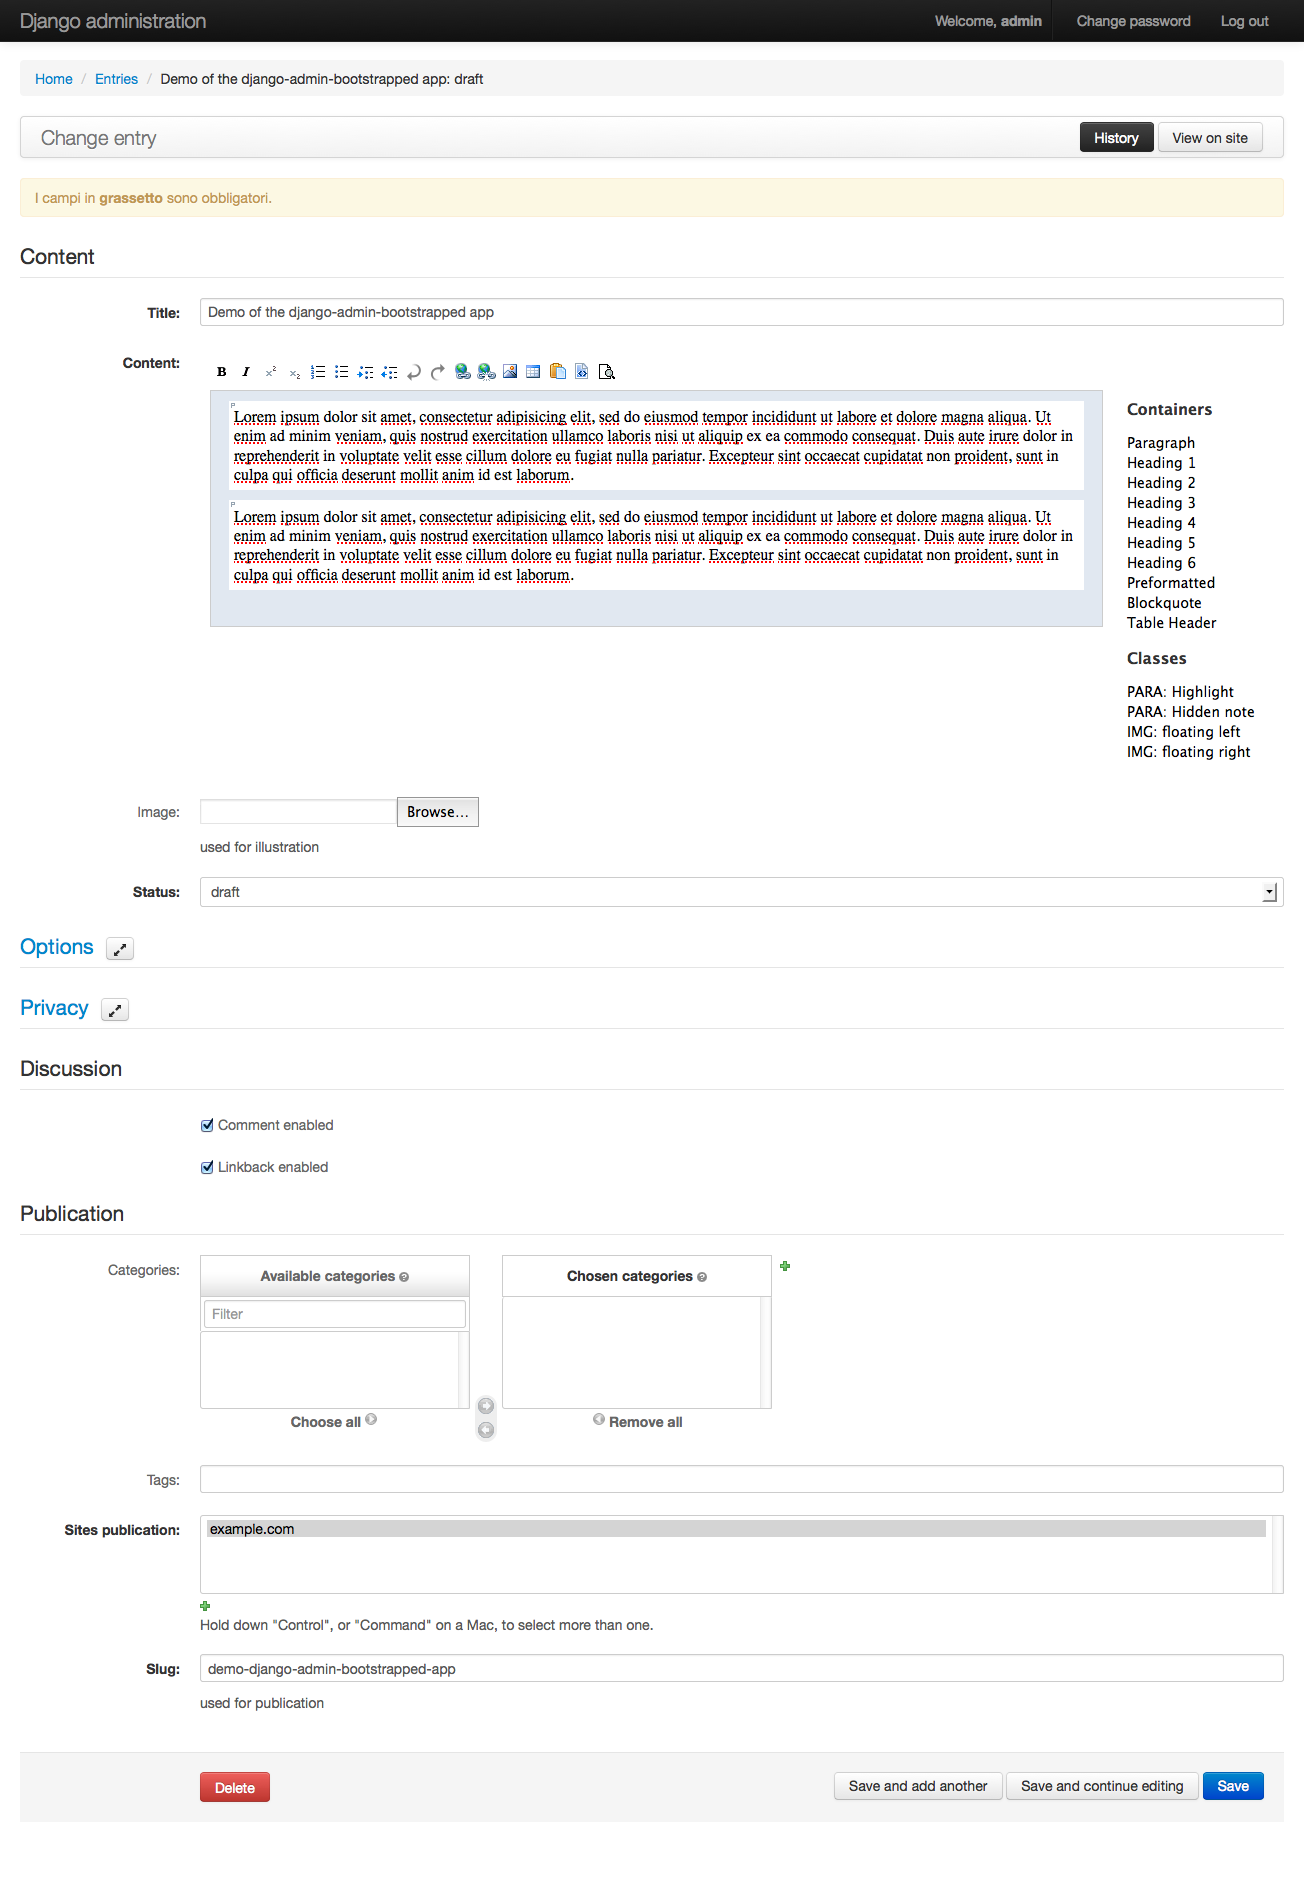 Django administration
Welcome, admin
Change password
Log out
Home / Entries / Demo of the django-admin-bootstrapped app: draft
Change entry
History
View on site
I campi in grassetto sono obbligatori.
Content
Title:
Demo of the django-admin-bootstrapped app
Content:
P
Lorem ipsum dolor sit amet, consectetur adipisicing elit, sed do eiusmod tempor incididunt ut labore et dolore magna aliqua. Ut
enim ad minim veniam, quis nostrud exercitation ullamco laboris nisi ut aliquip ex ea commodo consequat. Duis aute irure dolor in
reprehenderit in voluptate velit esse cillum dolore eu fugiat nulla pariatur. Excepteur sint occaecat cupidatat non proident, sunt in
culpa qui officia deserunt mollit anim id est laborum.
P
Lorem ipsum dolor sit amet, consectetur adipisicing elit, sed do eiusmod tempor incididunt ut labore et dolore magna aliqua. Ut
enim ad minim veniam, quis nostrud exercitation ullamco laboris nisi ut aliquip ex ea commodo consequat. Duis aute irure dolor in
reprehenderit in voluptate velit esse cillum dolore eu fugiat nulla pariatur. Excepteur sint occaecat cupidatat non proident, sunt in
culpa qui officia deserunt mollit anim id est laborum.
Containers
Paragraph
Heading 1
Heading 2
Heading 3
Heading 4
Heading 5
Heading 6
Preformatted
Blockquote
Table Header
Classes
PARA: Highlight
PARA: Hidden note
IMG: floating left
IMG: floating right
Image:
Browse...
used for illustration
Status:
draft
Options
Privacy
Discussion
Comment enabled
Linkback enabled
Publication
Categories:
Available categories
Filter
Choose all
Chosen categories
Remove all
Tags:
Sites publication:
example.com
Hold down "Control", or "Command" on a Mac, to select more than one.
Slug:
demo-django-admin-bootstrapped-app
used for publication
Delete
Save and add another
Save and continue editing
Save